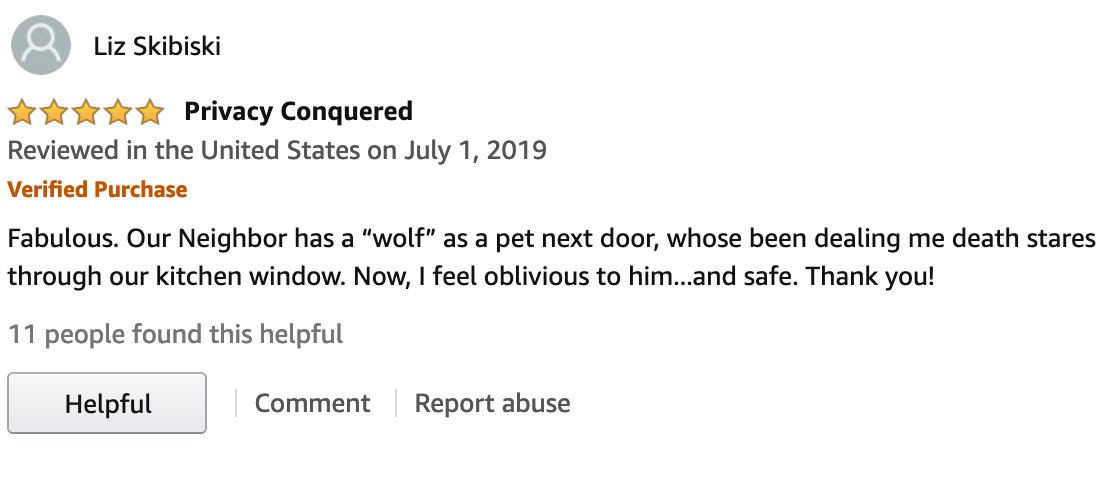 Liz Skibiski
Privacy Conquered
Reviewed in the United States on July 1, 2019
Verified Purchase
Fabulous. Our Neighbor has a “wolf” as a pet next door, whose been dealing me death stares
through our kitchen window. Now, I feel oblivious to him...and safe. Thank you!
11 people found this helpful
Helpful Comment Report abuse